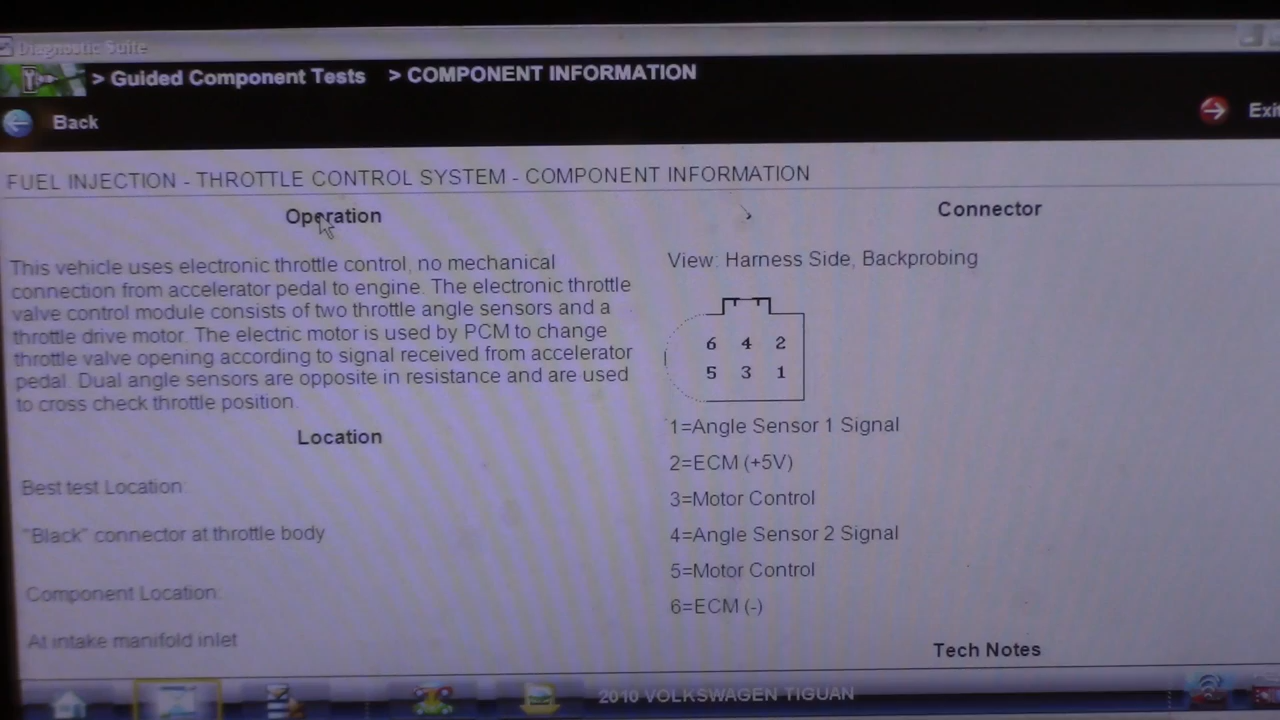 Diagnostic Suite
> Guided Component Tests > COMPONENT INFORMATION
Back
Exit
FUEL INJECTION - THROTTLE CONTROL SYSTEM - COMPONENT INFORMATION
Operation
This vehicle uses electronic throttle control, no mechanical
connection from accelerator pedal to engine. The electronic throttle
valve control module consists of two throttle angle sensors and a
throttle drive motor. The electric motor is used by PCM to change
throttle valve opening according to signal received from accelerator
pedal. Dual angle sensors are opposite in resistance and are used
to cross check throttle position.
Location
Best test Location:
"Black" connector at throttle body
Component Location:
At intake manifold inlet
Connector
View: Harness Side, Backprobing
6 4 2
5 3 1
1=Angle Sensor 1 Signal
2=ECM (+5V)
3=Motor Control
4=Angle Sensor 2 Signal
5=Motor Control
6=ECM (-)
Tech Notes
2010 VOLKSWAGEN TIGUAN